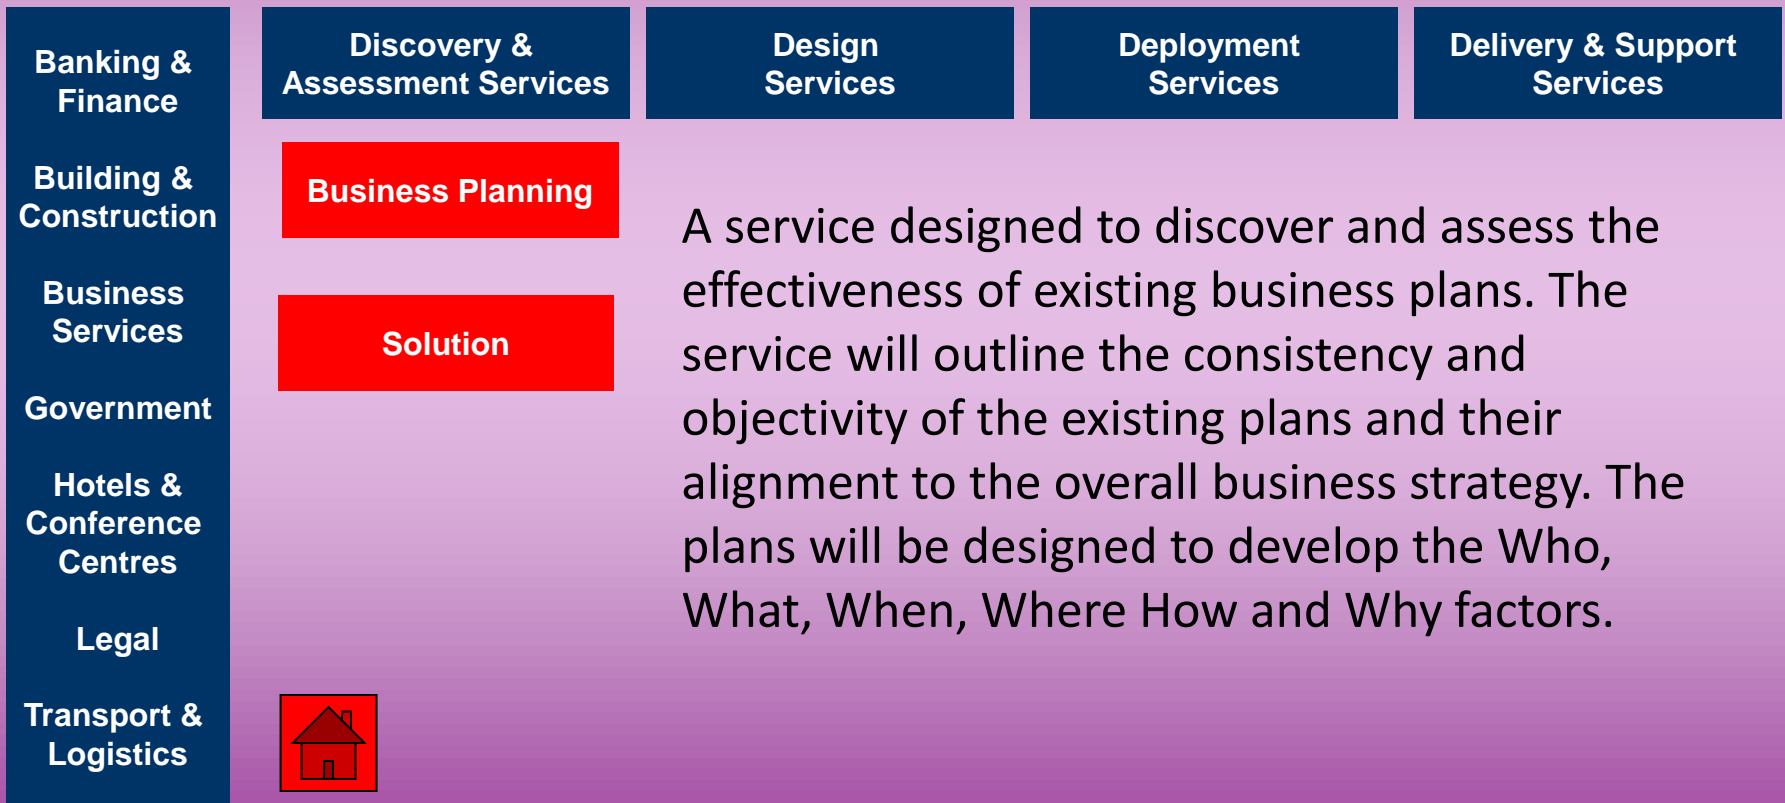 Banking &
Finance
Building &
Construction
Business
Services
Government
Hotels &
Conference
Centres
Legal
Transport &
Logistics
Discovery &
Assessment Services
Design
Services
Deployment
Services
Delivery & Support
Services
Business Planning
Solution
A service designed to discover and assess the
effectiveness of existing business plans. The
service will outline the consistency and
objectivity of the existing plans and their
alignment to the overall business strategy. The
plans will be designed to develop the Who,
What, When, Where How and Why factors.